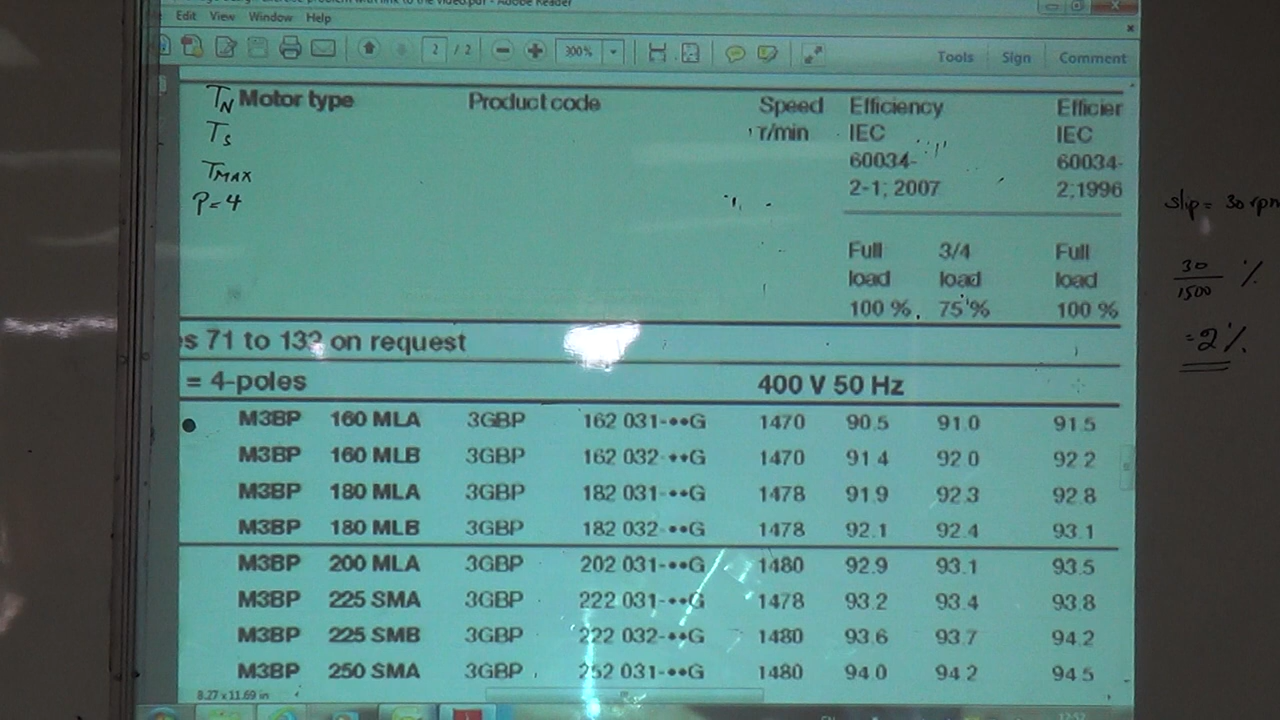 Edit View Window Help
2 / 2 300% Tools Sign Comment
TN Motor type Product code Speed Efficiency Efficier
TS r/min IEC IEC
TMAX 60034- 60034-
P=4 2-1; 2007 2;1996
Full 3/4 Full
load load load
100 % 75 % 100 %
es 71 to 132 on request
= 4-poles 400 V 50 Hz
M3BP 160 MLA 3GBP 162 031-••G 1470 90.5 91.0 91.5
M3BP 160 MLB 3GBP 162 032-••G 1470 91.4 92.0 92.2
M3BP 180 MLA 3GBP 182 031-••G 1478 91.9 92.3 92.8
M3BP 180 MLB 3GBP 182 032-••G 1478 92.1 92.4 93.1
M3BP 200 MLA 3GBP 202 031-••G 1480 92.9 93.1 93.5
M3BP 225 SMA 3GBP 222 031-••G 1478 93.2 93.4 93.8
M3BP 225 SMB 3GBP 222 032-••G 1480 93.6 93.7 94.2
M3BP 250 SMA 3GBP 252 031-••G 1480 94.0 94.2 94.5
8.27 x 11.69 in
slip = 30 rpm
30
1500 %
= 2%